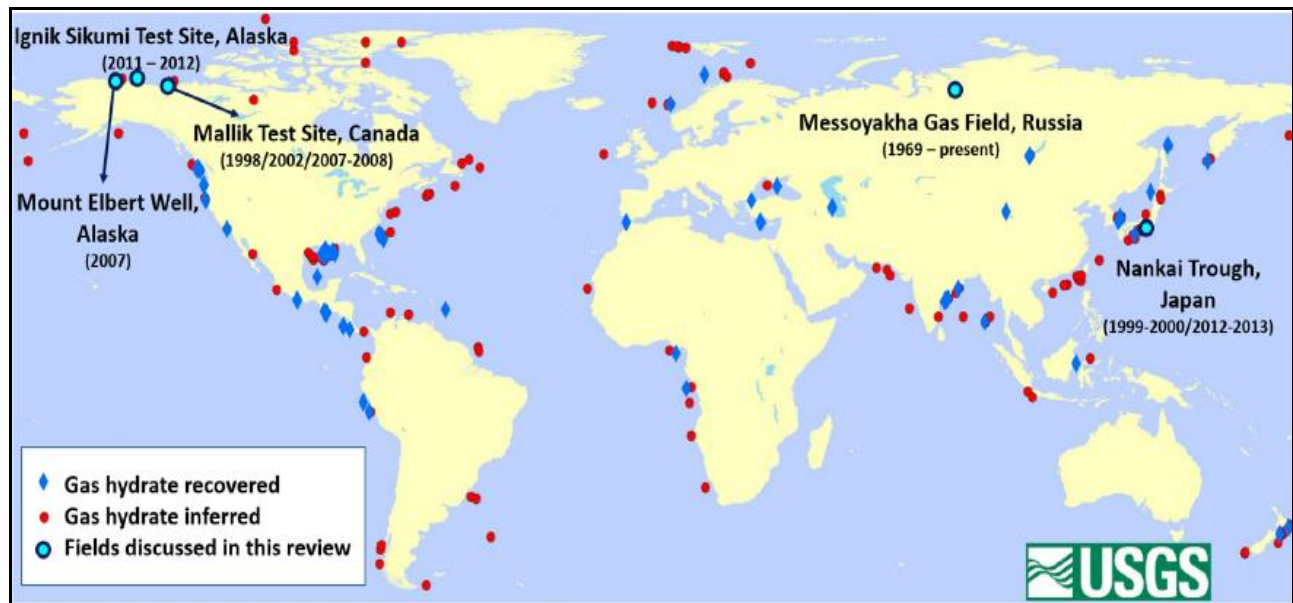 Ignik Sikumi Test Site, Alaska
(2011 – 2012)
Mallik Test Site, Canada
(1998/2002/2007-2008)
Mount Elbert Well,
Alaska
(2007)
Messoyakha Gas Field, Russia
(1969 – present)
Nankai Trough,
Japan
(1999-2000/2012-2013)
Gas hydrate recovered
Gas hydrate inferred
Fields discussed in this review
USGS